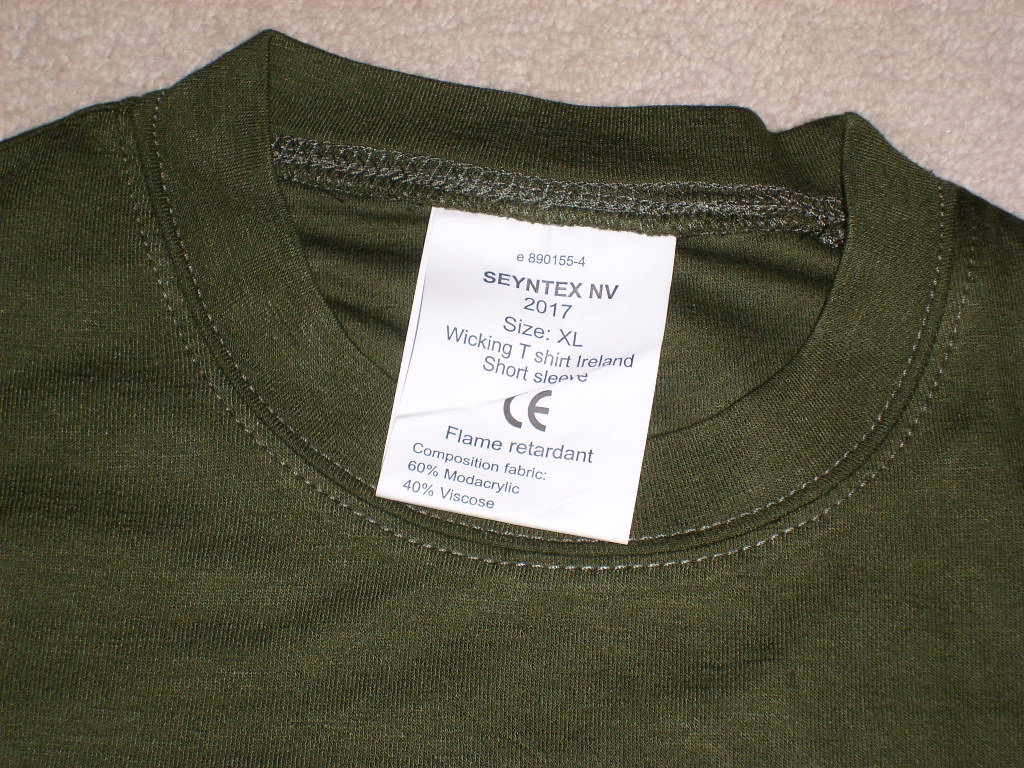 e 890155-4
SEYNTEX NV
2017
Size: XL
Wicking T shirt Ireland
Short sleeve
CE
Flame retardant
Composition fabric:
60% Modacrylic
40% Viscose